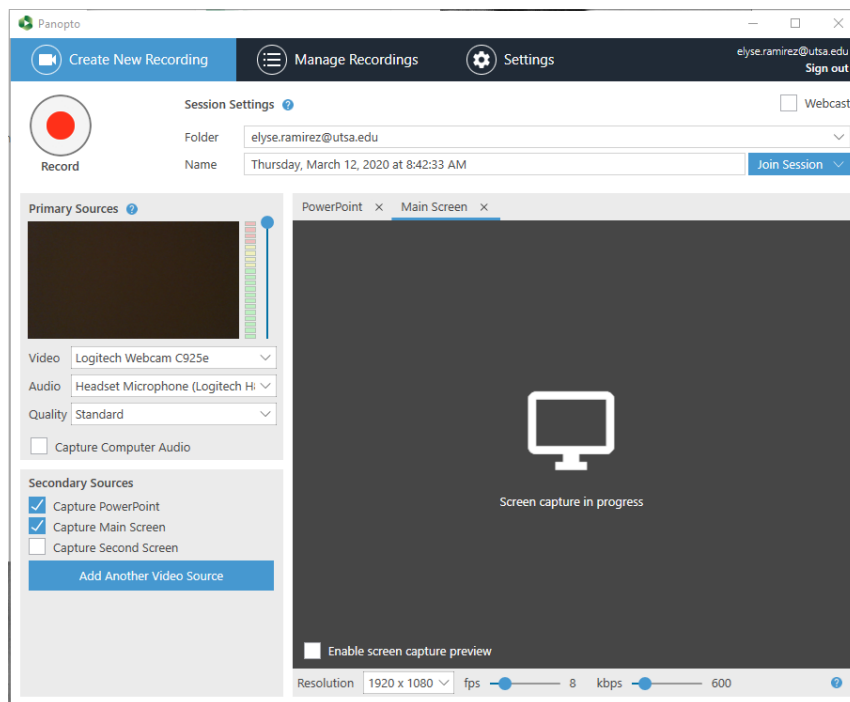 Panopto
Create New Recording
Manage Recordings
Settings
elyse.ramirez@utsa.edu
Sign out
Record
Session Settings ?
Webcast
Folder elyse.ramirez@utsa.edu
Name Thursday, March 12, 2020 at 8:42:33 AM Join Session
Primary Sources ?
Video Logitech Webcam C925e
Audio Headset Microphone (Logitech H
Quality Standard
Capture Computer Audio
Secondary Sources
Capture PowerPoint
Capture Main Screen
Capture Second Screen
Add Another Video Source
PowerPoint Main Screen
Screen capture in progress
Enable screen capture preview
Resolution 1920 x 1080 fps 8 kbps 600 ?